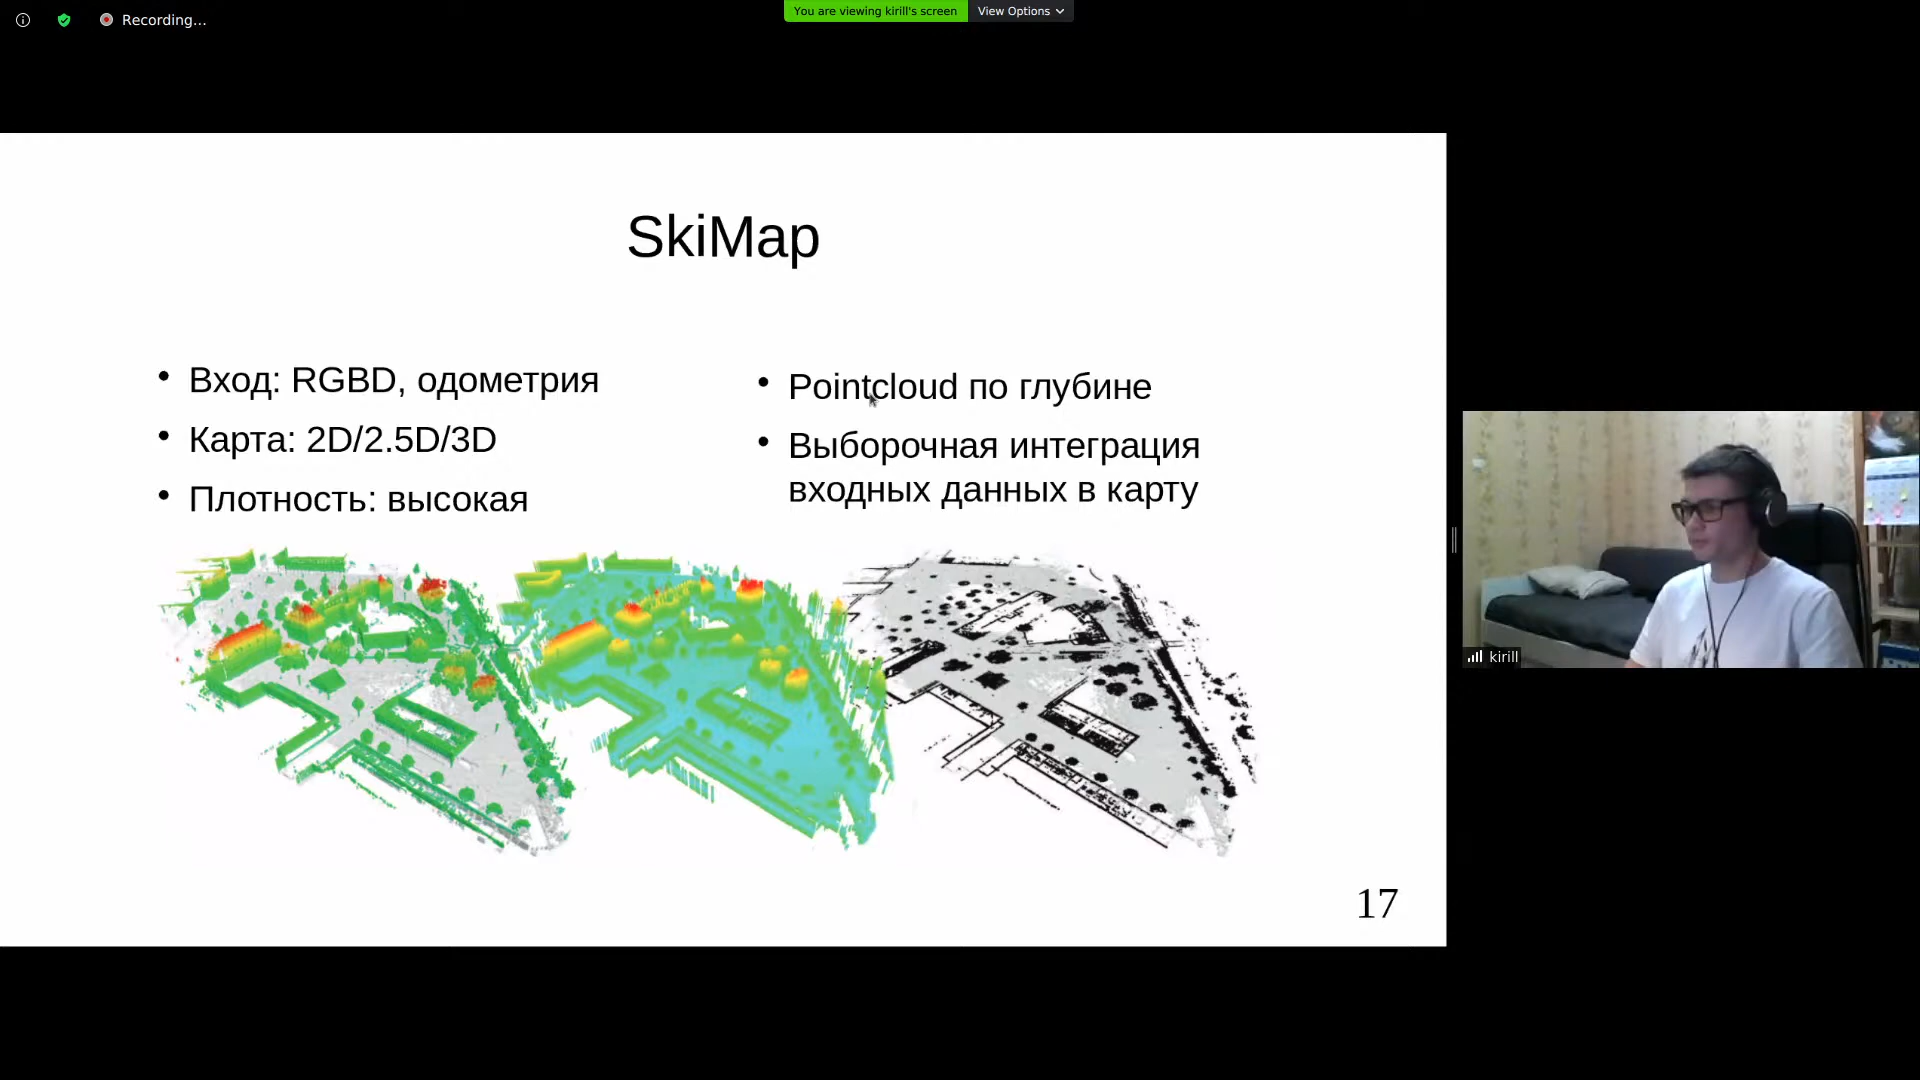 Recording...
You are viewing kirill's screen View Options
SkiMap
• Вход: RGBD, одометрия
• Карта: 2D/2.5D/3D
• Плотность: высокая
• Pointcloud по глубине
• Выборочная интеграция
входных данных в карту
17
kirill